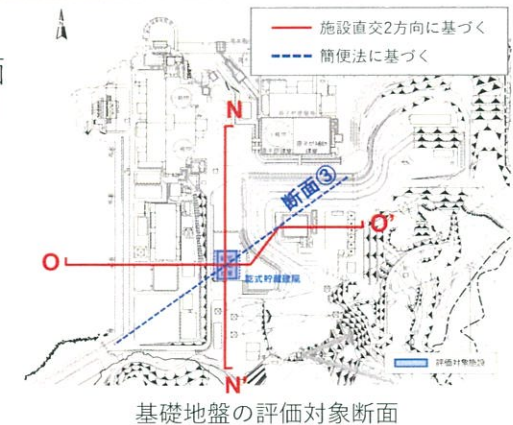 施設直交2方向に基づく
簡便法に基づく
面
N
断面③
O
O'
乾式貯蔵建屋
評価対象施設
N'
基礎地盤の評価対象断面